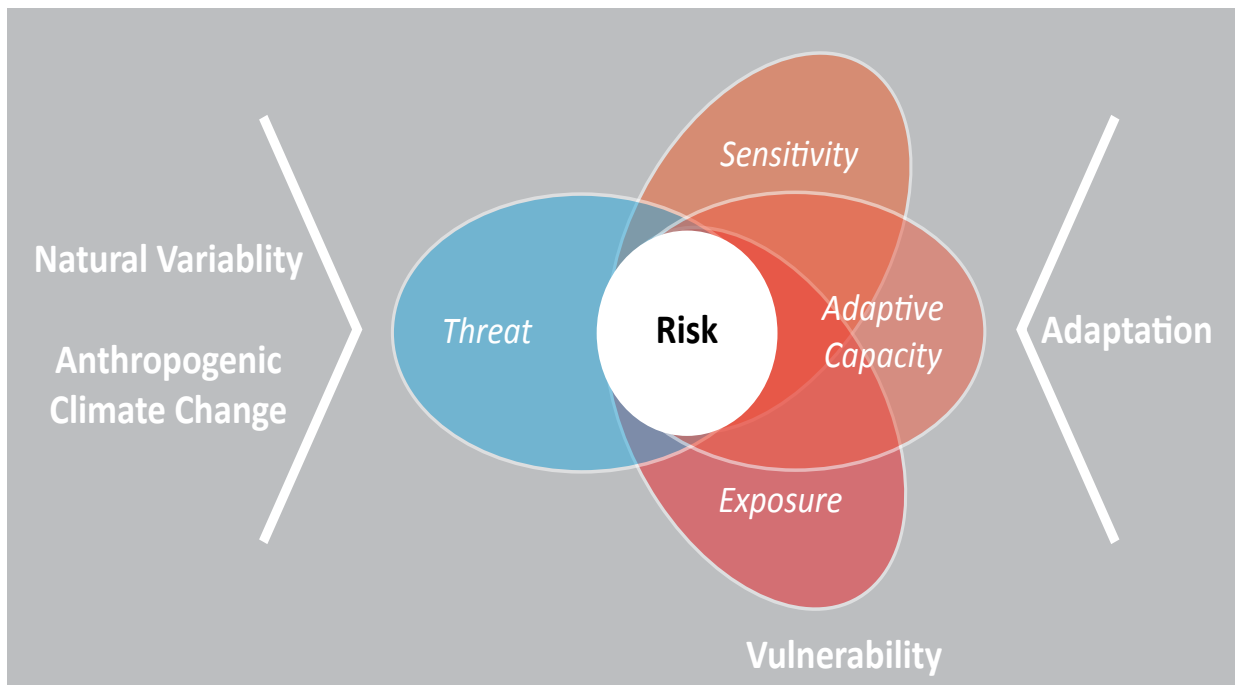 Natural Variablity
Anthropogenic
Climate Change
Threat
Risk
Sensitivity
Adaptive
Capacity
Exposure
Vulnerability
Adaptation